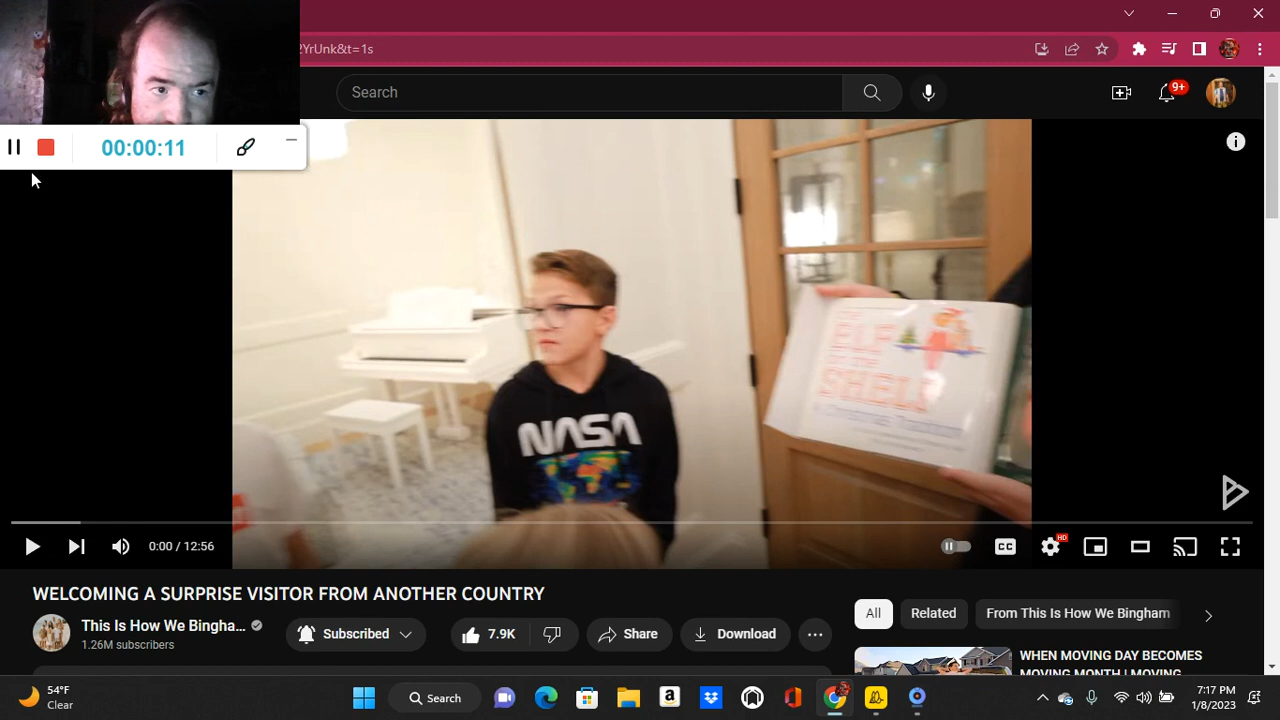 2YrUnk&t=1s
Search
9+
00:00:11
ELF
SHELF
NASA
0:00 / 12:56
CC
HD
WELCOMING A SURPRISE VISITOR FROM ANOTHER COUNTRY
This Is How We Bingha...
1.26M subscribers
Subscribed
7.9K
Share
Download
All
Related
From This Is How We Bingham
WHEN MOVING DAY BECOMES
MOVING MONTH | MOVING
54°F
Clear
Search
7:17 PM
1/8/2023